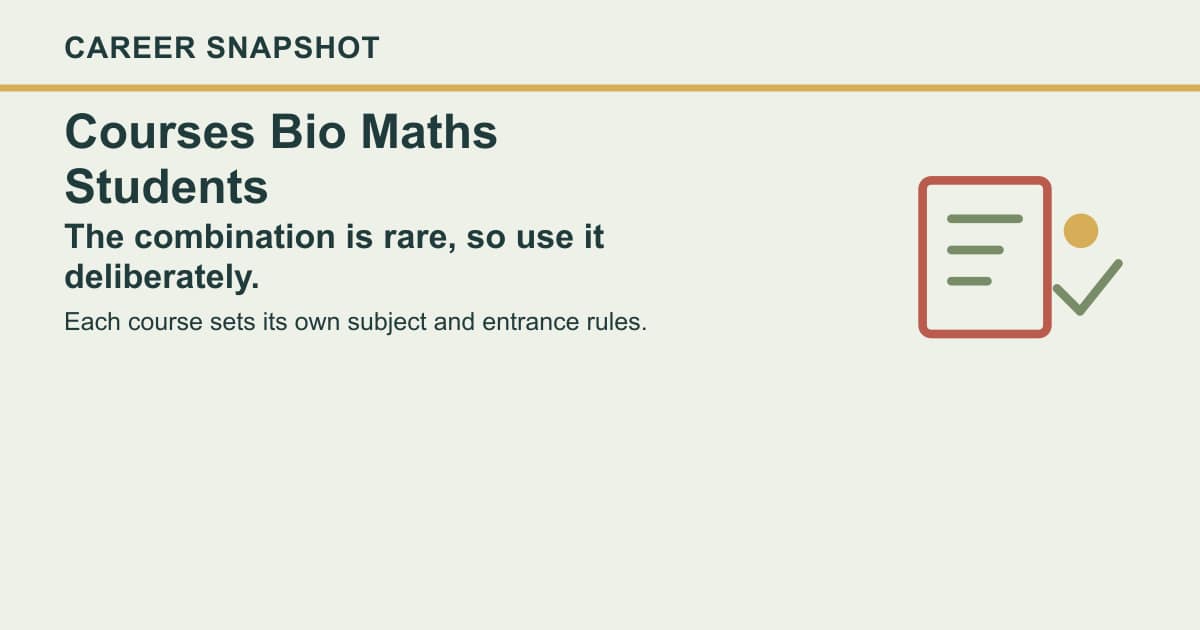 CAREER SNAPSHOT
Courses Bio Maths
Students
The combination is rare, so use it
deliberately.
Each course sets its own subject and entrance rules.